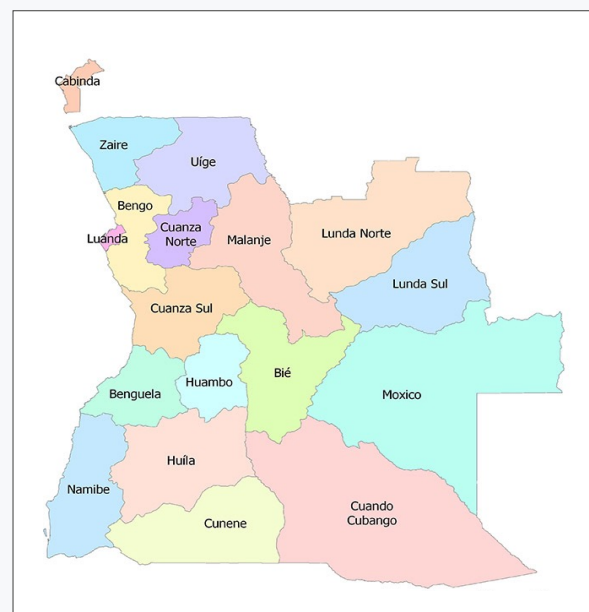 Cabinda
Zaire
Uíge
Bengo
Luanda
Cuanza
Norte
Malanje
Lunda Norte
Lunda Sul
Cuanza Sul
Benguela
Huambo
Bié
Moxico
Huíla
Namibe
Cunene
Cuando
Cubango